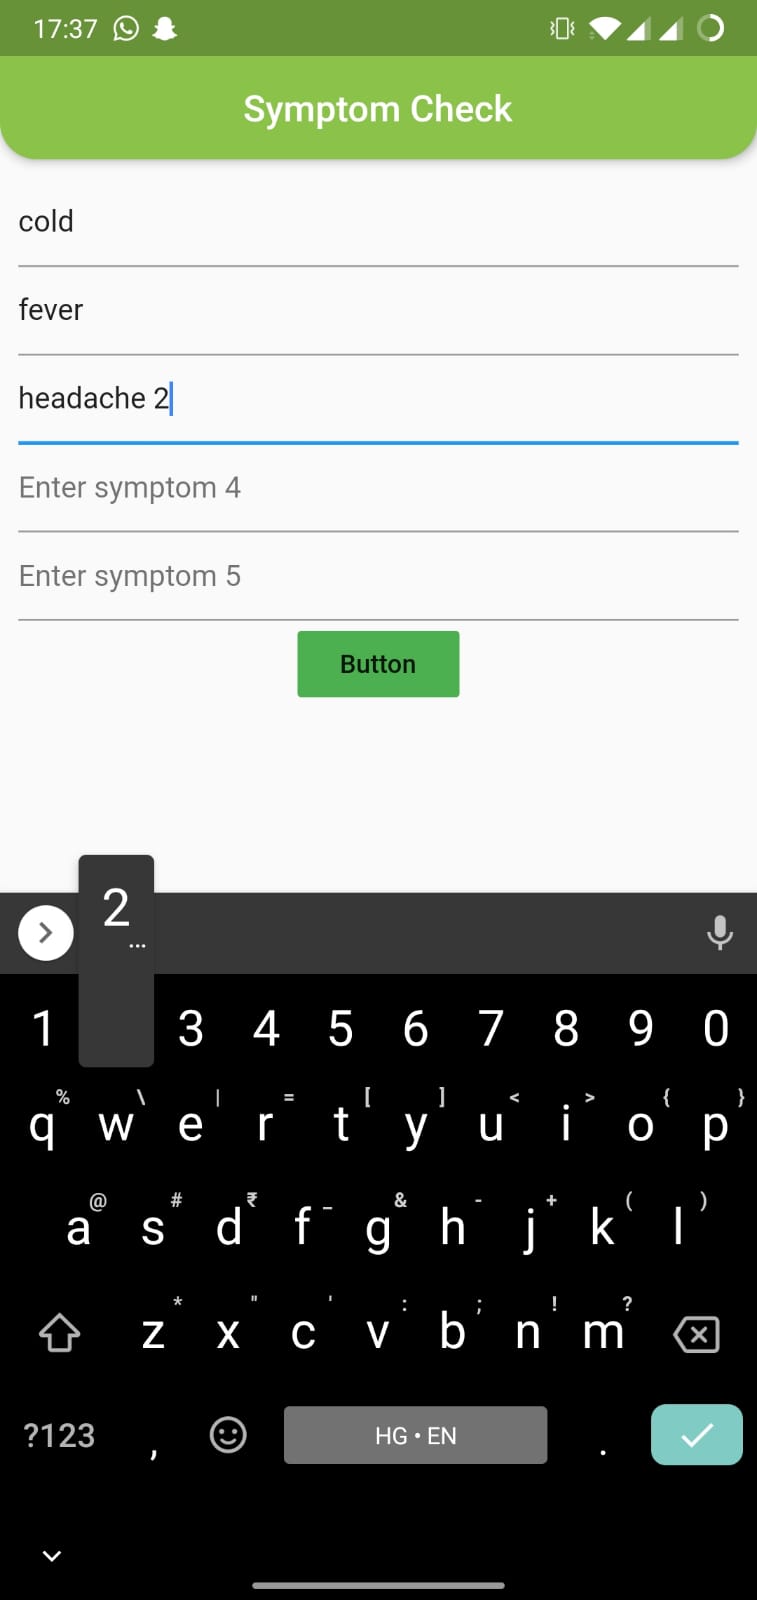 17:37
Symptom Check
cold
fever
headache 2
Enter symptom 4
Enter symptom 5
Button
2
...
1 3 4 5 6 7 8 9 0
% \ | = [ ] < > { }
q w e r t y u i o p
@ # ₹ _ & - + ( )
a s d f g h j k l
* " ' : ; ! ?
z x c v b n m
?123 , HG • EN .